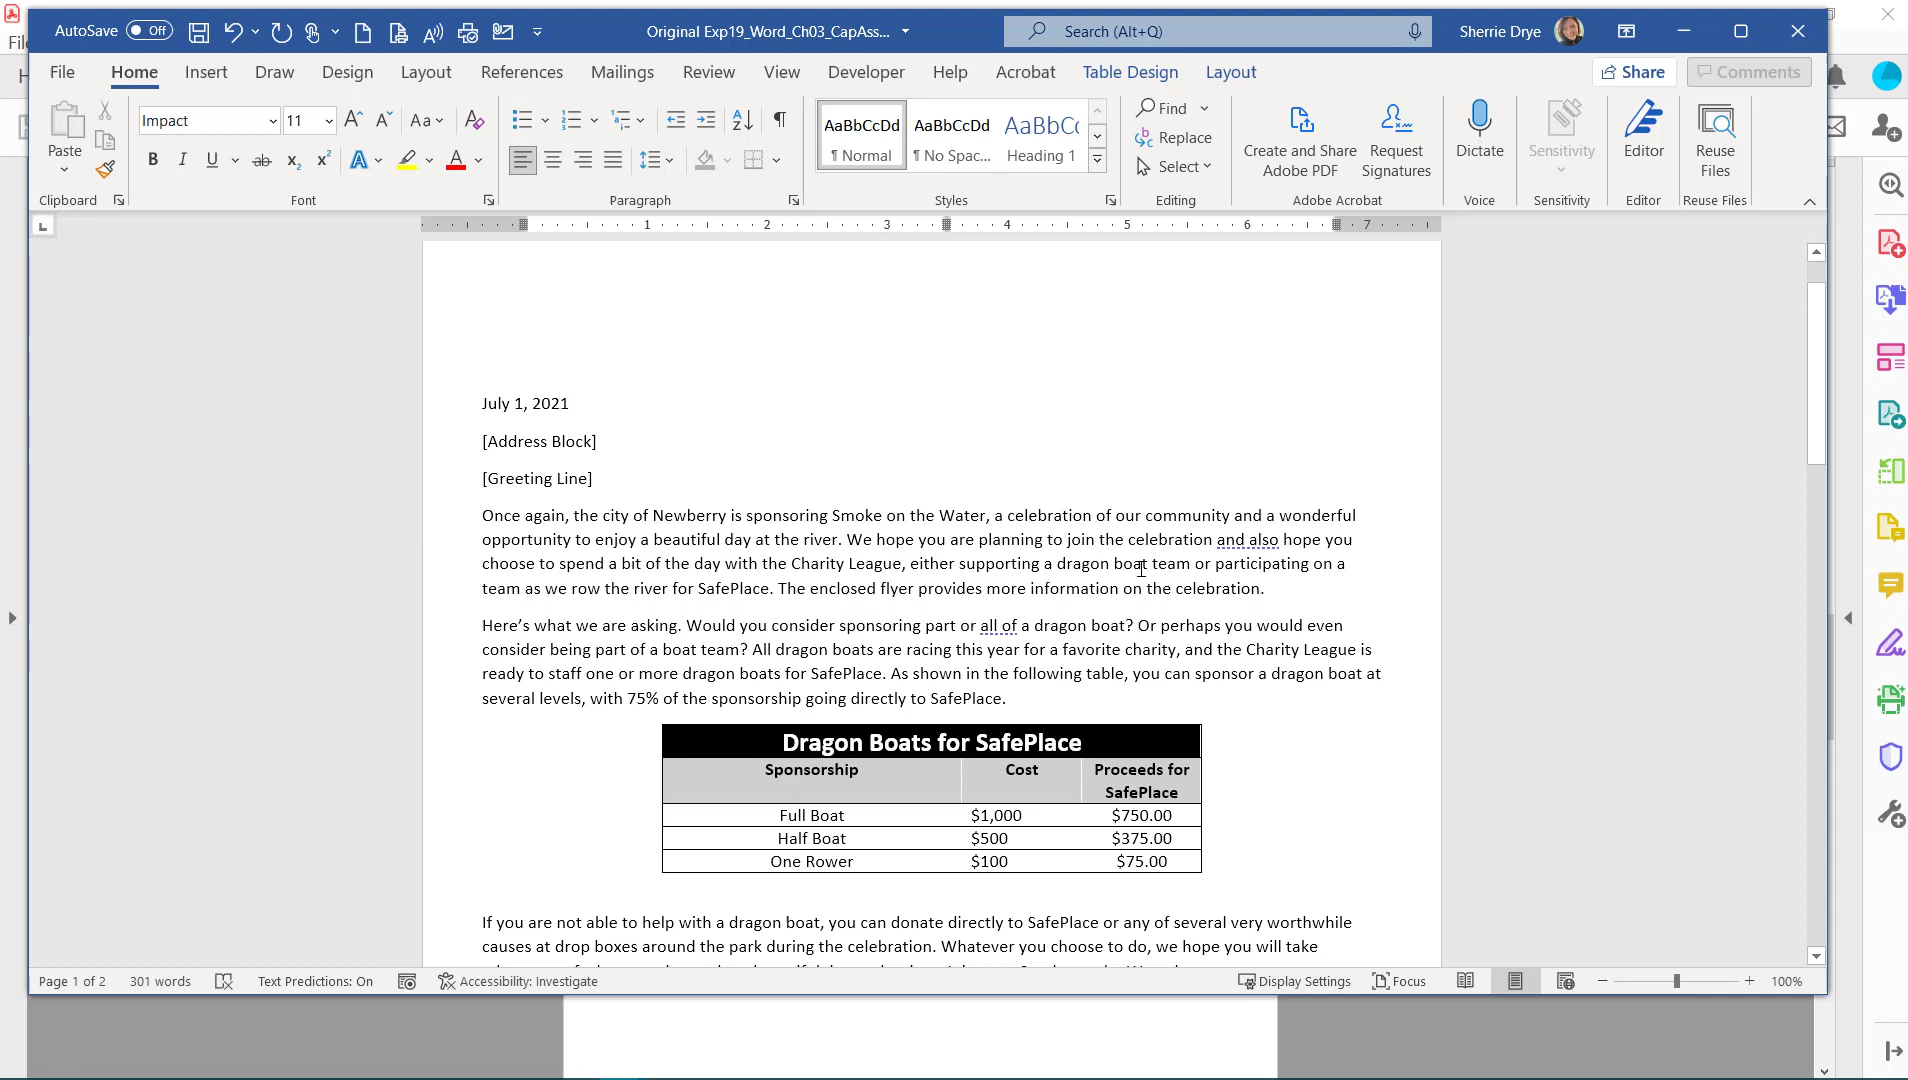 AutoSave Off
Original Exp19_Word_Ch03_CapAss...
Search (Alt+Q)
Sherrie Drye
File Home Insert Draw Design Layout References Mailings Review View Developer Help Acrobat Table Design Layout
Share
Comments
Paste
Clipboard
Impact 11
Aa
Font
Paragraph
AaBbCcDd AaBbCcDd AaBbCc
¶ Normal ¶ No Spac... Heading 1
Styles
Find
Replace
Select
Editing
Create and Share Adobe PDF
Request Signatures
Adobe Acrobat
Dictate
Voice
Sensitivity
Sensitivity
Editor
Editor
Reuse Files
Reuse Files
1 2 3 4 5 6 7
July 1, 2021
[Address Block]
[Greeting Line]
Once again, the city of Newberry is sponsoring Smoke on the Water, a celebration of our community and a wonderful
opportunity to enjoy a beautiful day at the river. We hope you are planning to join the celebration and also hope you
choose to spend a bit of the day with the Charity League, either supporting a dragon boat team or participating on a
team as we row the river for SafePlace. The enclosed flyer provides more information on the celebration.
Here’s what we are asking. Would you consider sponsoring part or all of a dragon boat? Or perhaps you would even
consider being part of a boat team? All dragon boats are racing this year for a favorite charity, and the Charity League is
ready to staff one or more dragon boats for SafePlace. As shown in the following table, you can sponsor a dragon boat at
several levels, with 75% of the sponsorship going directly to SafePlace.
Dragon Boats for SafePlace
Sponsorship Cost Proceeds for
SafePlace
Full Boat $1,000 $750.00
Half Boat $500 $375.00
One Rower $100 $75.00
If you are not able to help with a dragon boat, you can donate directly to SafePlace or any of several very worthwhile
causes at drop boxes around the park during the celebration. Whatever you choose to do, we hope you will take
Page 1 of 2 301 words Text Predictions: On Accessibility: Investigate Display Settings Focus 100%